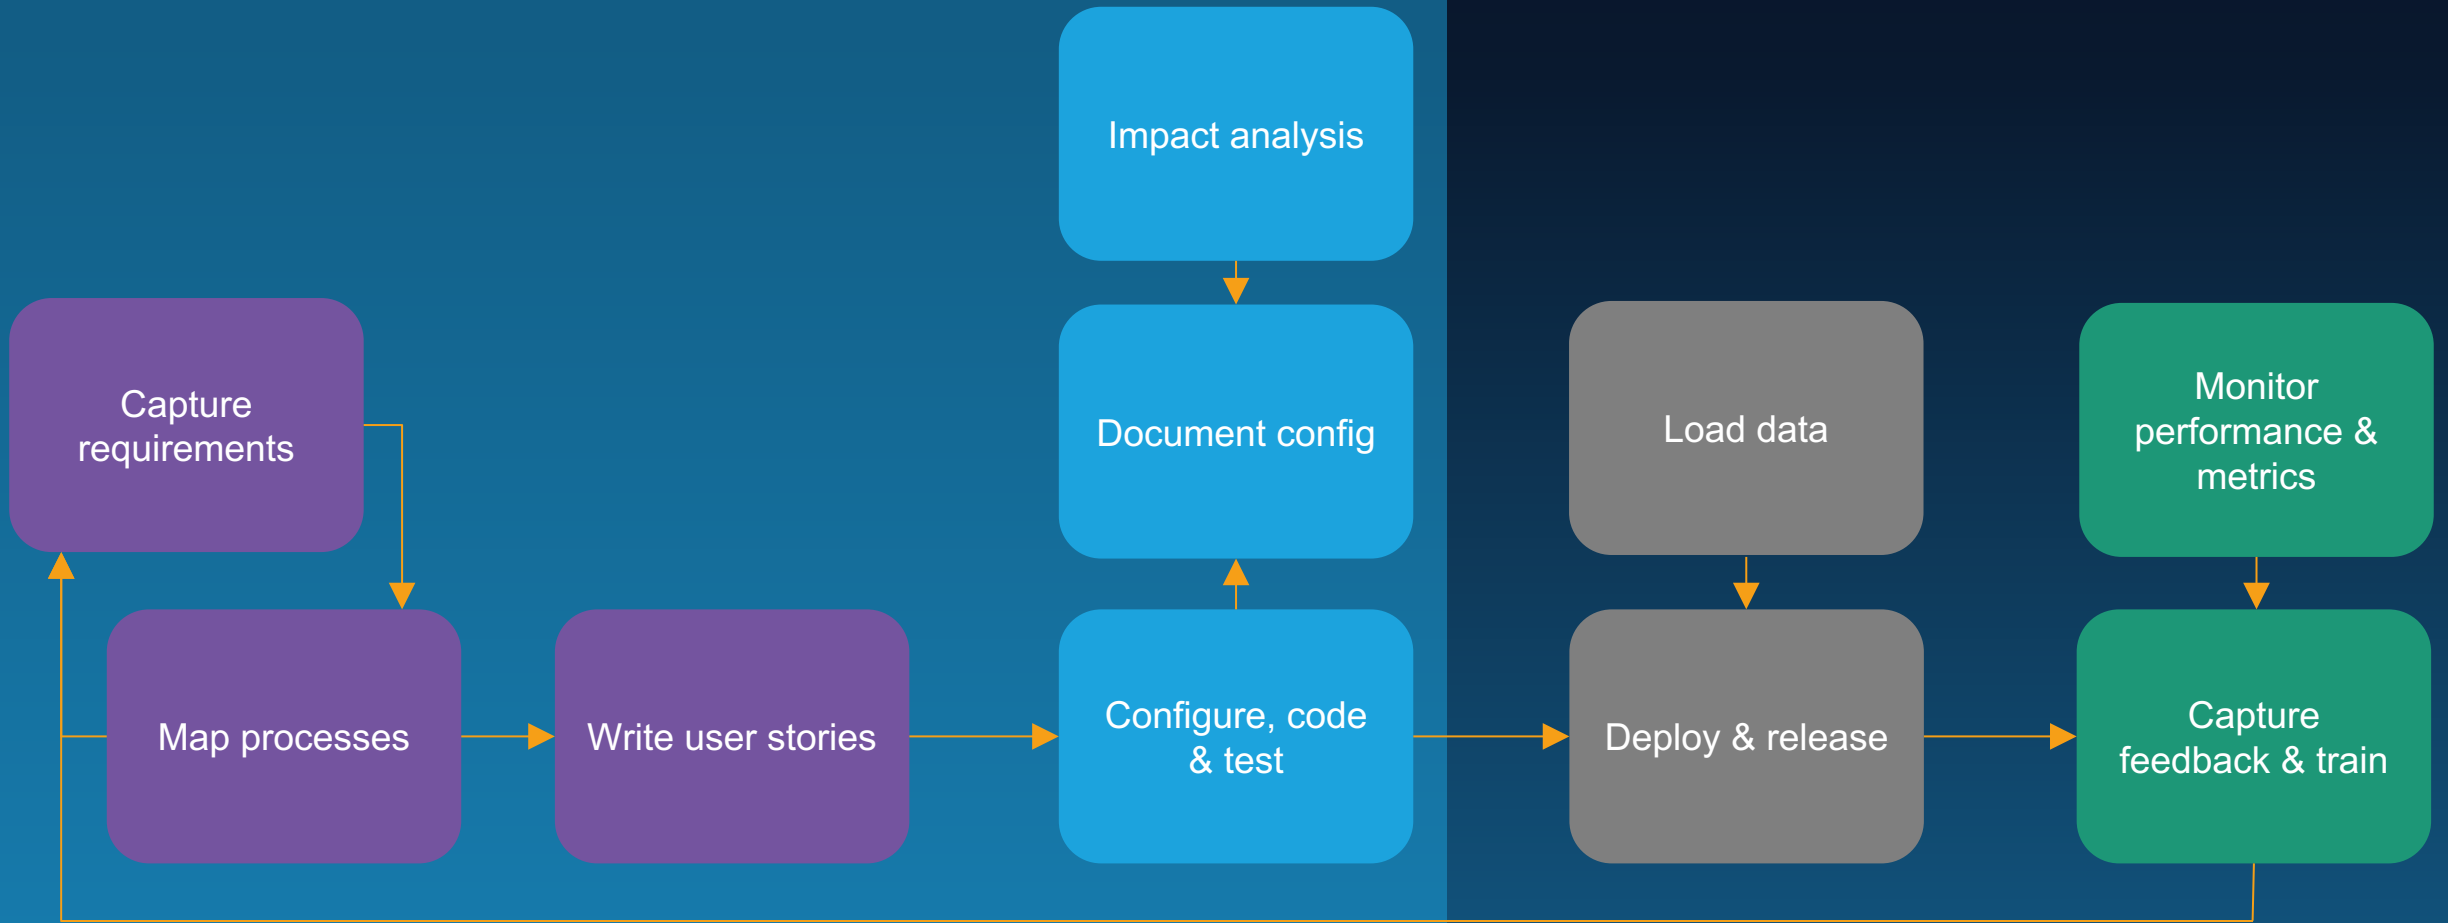 Impact analysis
Capture
requirements
Document config
Load data
Monitor
performance &
metrics
Map processes
Write user stories
Configure, code
& test
Deploy & release
Capture
feedback & train